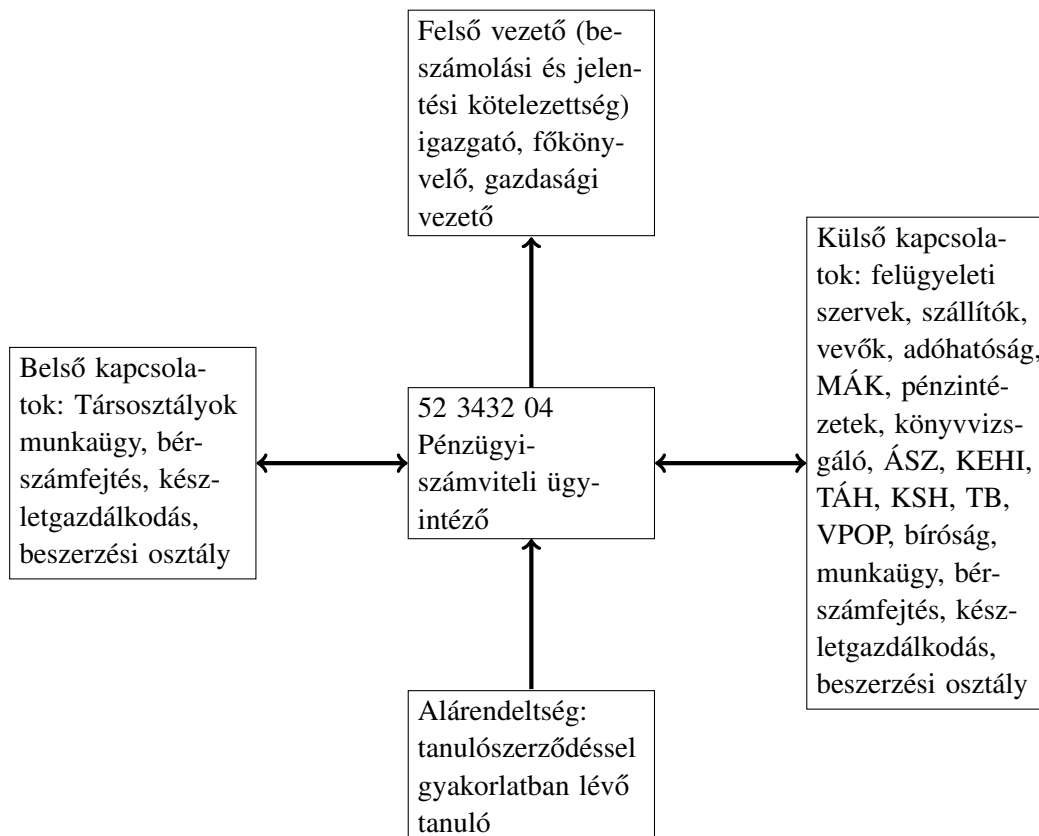 Felső vezető (be-
számolási és jelen-
tési kötelezettség)
igazgató, főköny-
velő, gazdasági
vezető
Belső kapcsola-
tok: Társosztályok
munkaügy, bér-
számfejtés, kész-
letgazdálkodás,
beszerzési osztály
52 3432 04
Pénzügyi-
számviteli ügy-
intéző
Külső kapcsola-
tok: felügyeleti
szervek, szállítók,
vevők, adóhatóság,
MÁK, pénzinté-
zetek, könyvvizs-
gáló, ÁSZ, KEHI,
TÁH, KSH, TB,
VPOP, bíróság,
munkaügy, bér-
számfejtés, kész-
letgazdálkodás,
beszerzési osztály
Alárendeltség:
tanulószerződéssel
gyakorlatban lévő
tanuló